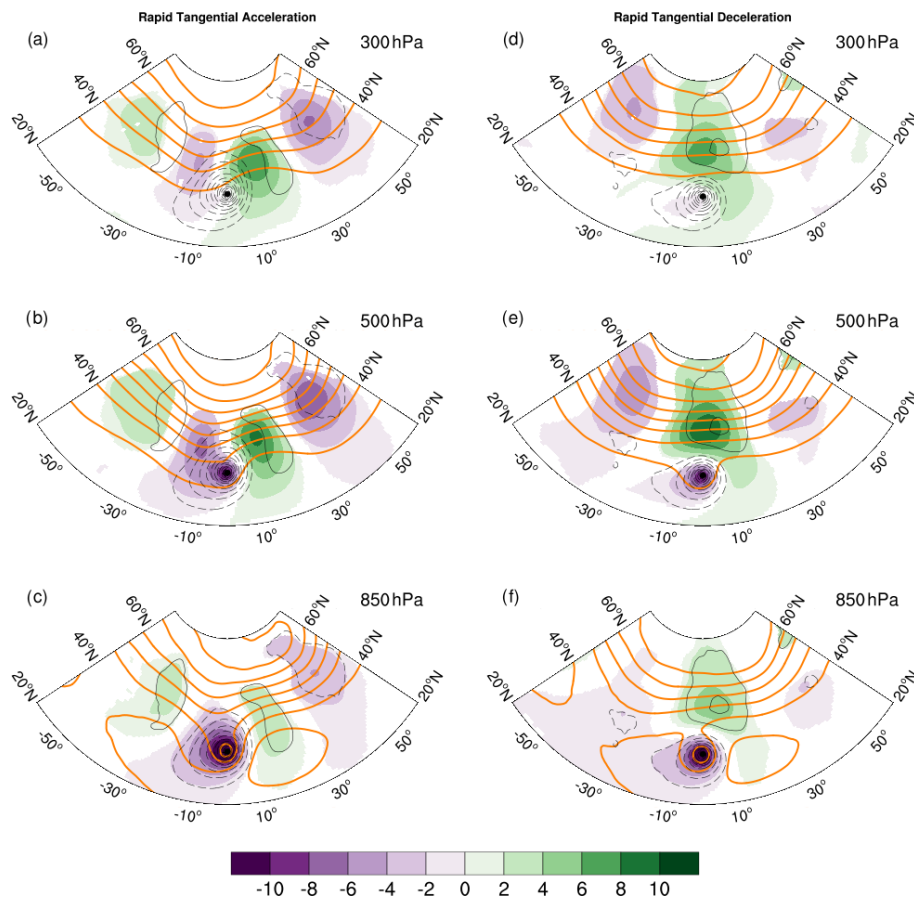 Rapid Tangential Acceleration
Rapid Tangential Deceleration
(a)
300 hPa
60°N
40°N
20°N
-50°
-30°
-10°
10°
30°
50°
20°N
40°N
60°N
(d)
300 hPa
60°N
40°N
20°N
-50°
-30°
-10°
10°
30°
50°
20°N
40°N
60°N
(b)
500 hPa
60°N
40°N
20°N
-50°
-30°
-10°
10°
30°
50°
20°N
40°N
60°N
(e)
500 hPa
60°N
40°N
20°N
-50°
-30°
-10°
10°
30°
50°
20°N
40°N
60°N
(c)
850 hPa
60°N
40°N
20°N
-50°
-30°
-10°
10°
30°
50°
20°N
40°N
60°N
(f)
850 hPa
60°N
40°N
20°N
-50°
-30°
-10°
10°
30°
50°
20°N
40°N
60°N
-10 -8 -6 -4 -2 0 2 4 6 8 10